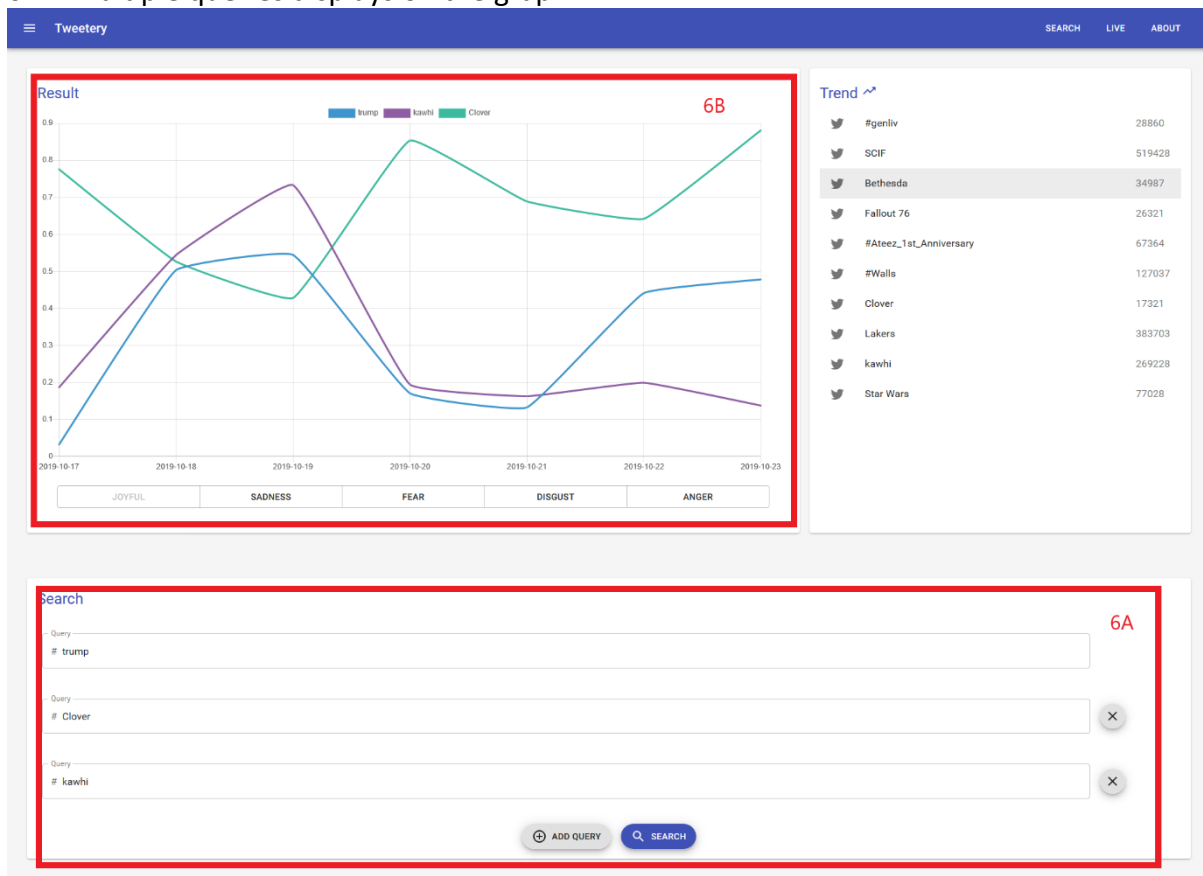 Tweetery SEARCH LIVE ABOUT
Result
6B
trump kawhi Clover
0.9
0.8
0.7
0.6
0.5
0.4
0.3
0.2
0.1
0
2019-10-17 2019-10-18 2019-10-19 2019-10-20 2019-10-21 2019-10-22 2019-10-23
JOYFUL SADNESS FEAR DISGUST ANGER
Trend
#genliv 28860
SCIF 519428
Bethesda 34987
Fallout 76 26321
#Ateez_1st_Anniversary 67364
#Walls 127037
Clover 17321
Lakers 383703
kawhi 269228
Star Wars 77028
Search
6A
Query
# trump
Query
# Clover
Query
# kawhi
ADD QUERY SEARCH